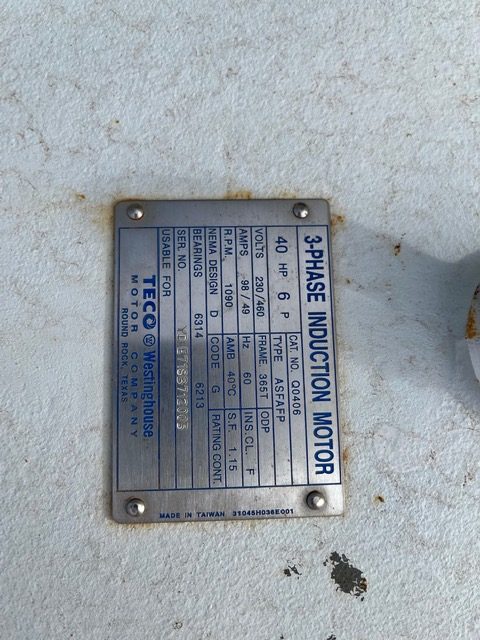 3-PHASE INDUCTION MOTOR
CAT. NO. Q0406
40 HP 6 P TYPE ASFAFP
FRAME 365T ODP
VOLTS 230/460 Hz 60 INS.CL. F
AMPS 98/49
R.P.M. 1090 AMB 40°C S.F. 1.15
NEMA DESIGN D CODE G RATING CONT.
BEARINGS 6314 6213
SER. NO.
USABLE FOR
TECO Westinghouse
MOTOR COMPANY
ROUND ROCK, TEXAS
MADE IN TAIWAN 31045H036E001